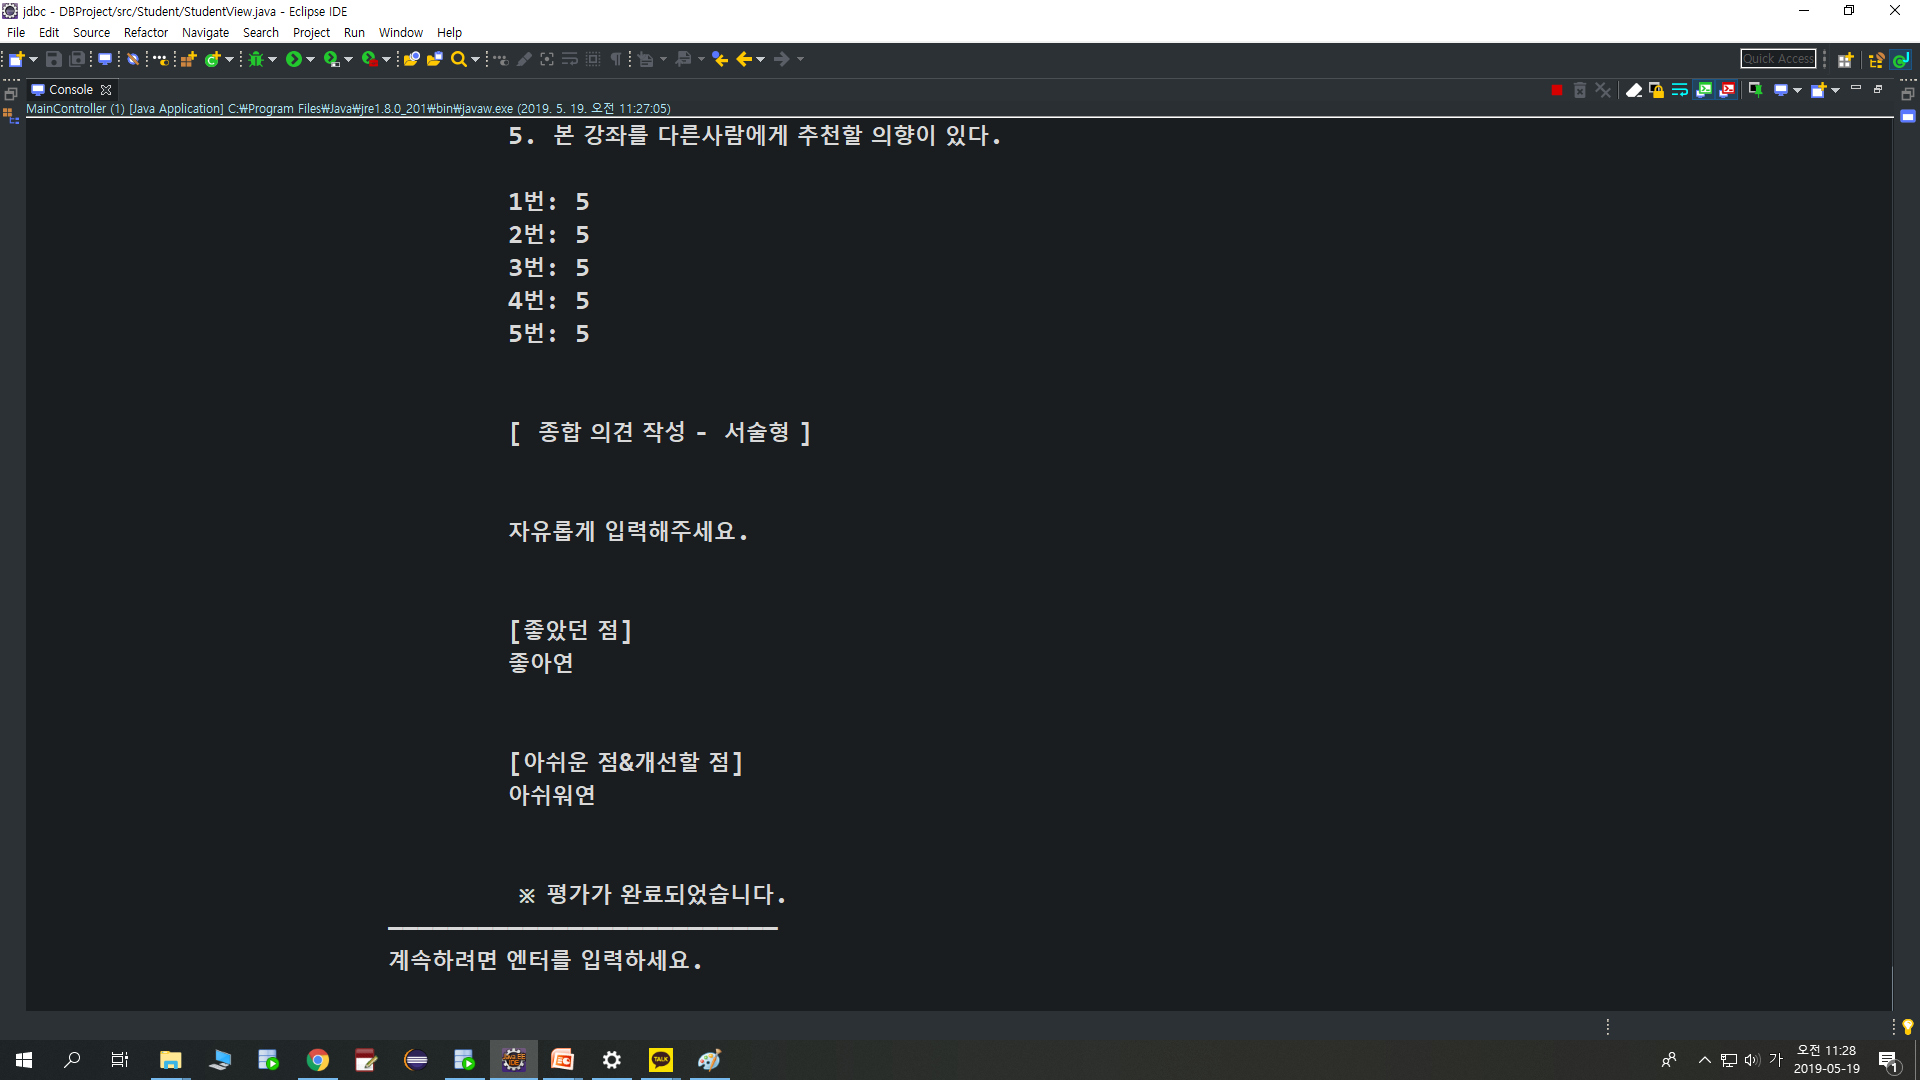 jdbc - DBProject/src/Student/StudentView.java - Eclipse IDE
File Edit Source Refactor Navigate Search Project Run Window Help
Quick Access
Console
MainController (1) [Java Application] C:₩Program Files₩Java₩jre1.8.0_201₩bin₩javaw.exe (2019. 5. 19. 오전 11:27:05)
5. 본 강좌를 다른사람에게 추천할 의향이 있다.
1번: 5
2번: 5
3번: 5
4번: 5
5번: 5
[ 종합 의견 작성 - 서술형 ]
자유롭게 입력해주세요.
[좋았던 점]
좋아연
[아쉬운 점&개선할 점]
아쉬워연
※ 평가가 완료되었습니다.
계속하려면 엔터를 입력하세요.
TALK
가
오전 11:28
2019-05-19
1